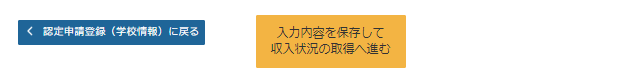 認定申請登録（学校情報）に戻る
入力内容を保存して
収入状況の取得へ進む